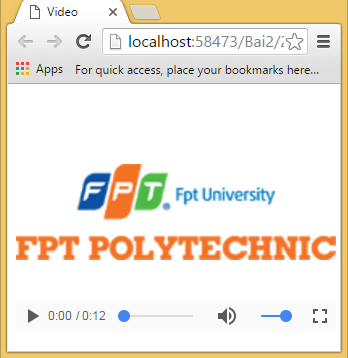 Video
localhost:58473/Bai2/2
Apps For quick access, place your bookmarks here...
FPT® Fpt University
FPT POLYTECHNIC
0:00 / 0:12